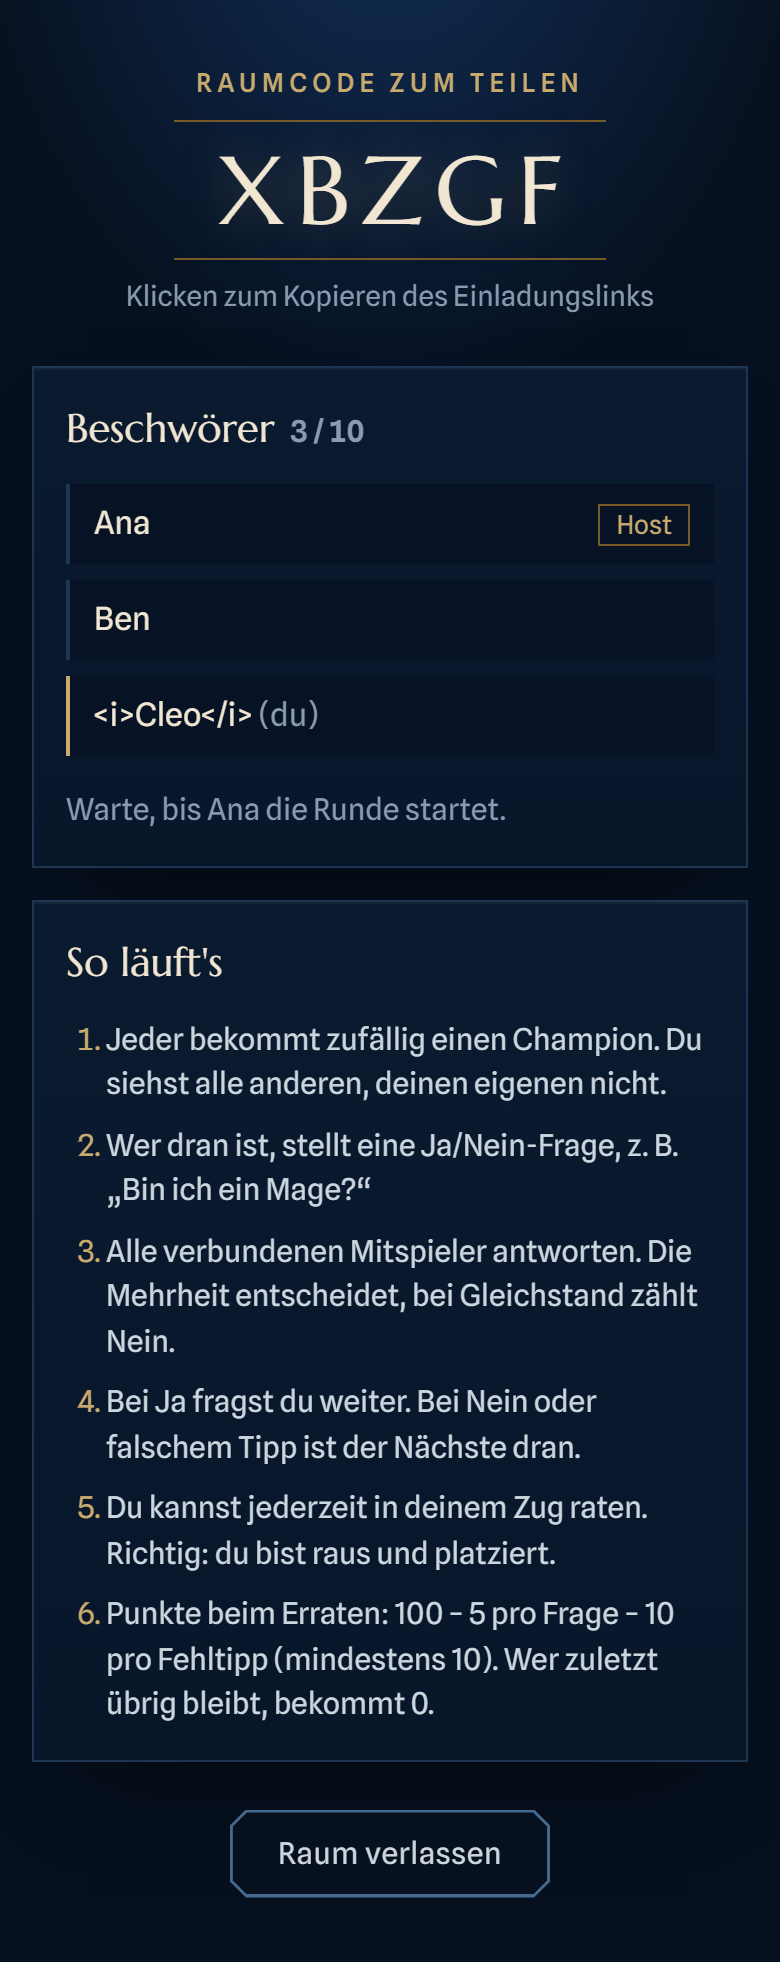 RAUMCODE ZUM TEILEN
XBZGF
Klicken zum Kopieren des Einladungslinks
Beschwörer 3/10
Ana Host
Ben
<i>Cleo</i> (du)
Warte, bis Ana die Runde startet.
So läuft's
1. Jeder bekommt zufällig einen Champion. Du
siehst alle anderen, deinen eigenen nicht.
2. Wer dran ist, stellt eine Ja/Nein-Frage, z. B.
„Bin ich ein Mage?“
3. Alle verbundenen Mitspieler antworten. Die
Mehrheit entscheidet, bei Gleichstand zählt
Nein.
4. Bei Ja fragst du weiter. Bei Nein oder
falschem Tipp ist der Nächste dran.
5. Du kannst jederzeit in deinem Zug raten.
Richtig: du bist raus und platziert.
6. Punkte beim Erraten: 100 − 5 pro Frage − 10
pro Fehltipp (mindestens 10). Wer zuletzt
übrig bleibt, bekommt 0.
Raum verlassen